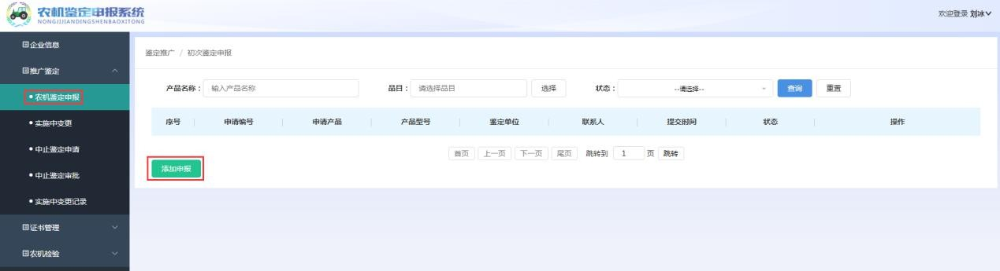 农机鉴定申报系统
NONGJIJIANDINGSHENBAOXITONG
欢迎登录 刘冰
企业信息
推广鉴定
农机鉴定申报
实施中变更
中止鉴定申请
中止鉴定审批
实施中变更记录
证书管理
农机检验
鉴定推广 / 初次鉴定申报
产品名称： 输入产品名称 品目： 请选择品目 选择 状态： --请选择-- 查询 重置
序号 申请编号 申请产品 产品型号 鉴定单位 联系人 提交时间 状态 操作
首页 上一页 下一页 尾页 跳转到 1 页 跳转
添加申报